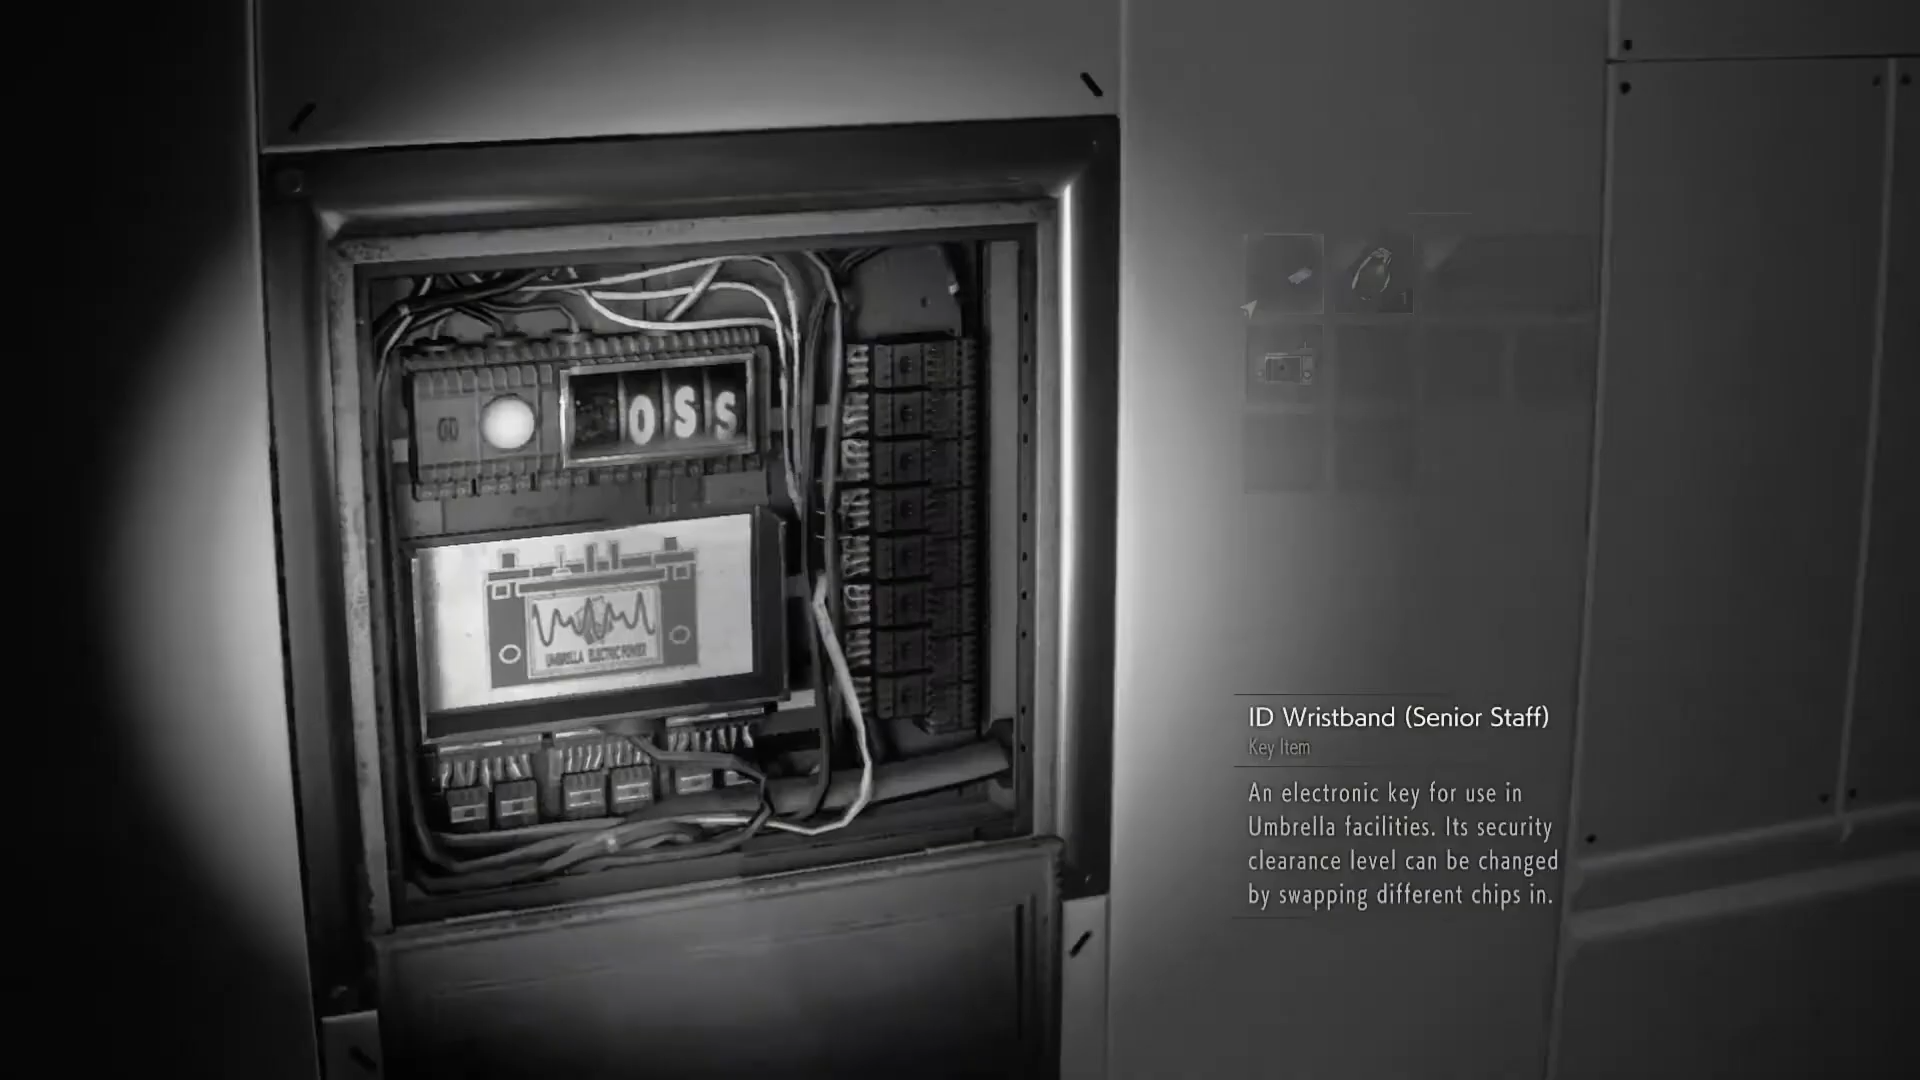 OSS
UMBRELLA ELECTRIC POWER
1
ID Wristband (Senior Staff)
Key Item
An electronic key for use in
Umbrella facilities. Its security
clearance level can be changed
by swapping different chips in.